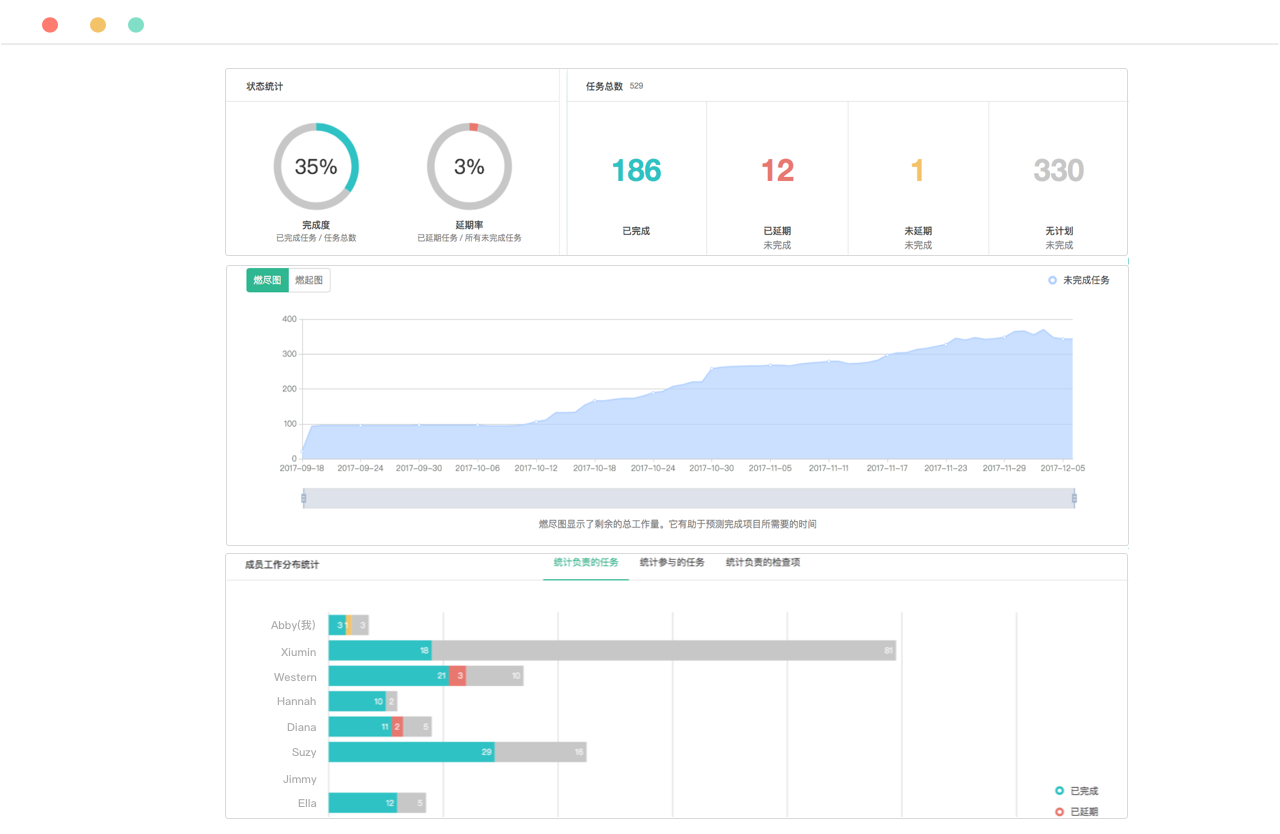 状态统计
任务总数 529
35%
3%
完成度
已完成任务 / 任务总数
延期率
已延期任务 / 所有未完成任务
186
已完成
12
已延期
未完成
1
未延期
未完成
330
无计划
未完成
燃尽图 燃起图
未完成任务
400
300
200
100
0
2017-09-18 2017-09-24 2017-09-30 2017-10-06 2017-10-12 2017-10-18 2017-10-24 2017-10-30 2017-11-05 2017-11-11 2017-11-17 2017-11-23 2017-11-29 2017-12-05
燃尽图显示了剩余的总工作量。它有助于预测完成项目所需要的时间
成员工作分布统计
统计负责的任务 统计参与的任务 统计负责的检查项
Abby(我) 3 1 3
Xiumin 18 81
Western 21 3 10
Hannah 10 2
Diana 11 2 5
Suzy 29 16
Jimmy
Ella 12 5
已完成
已延期